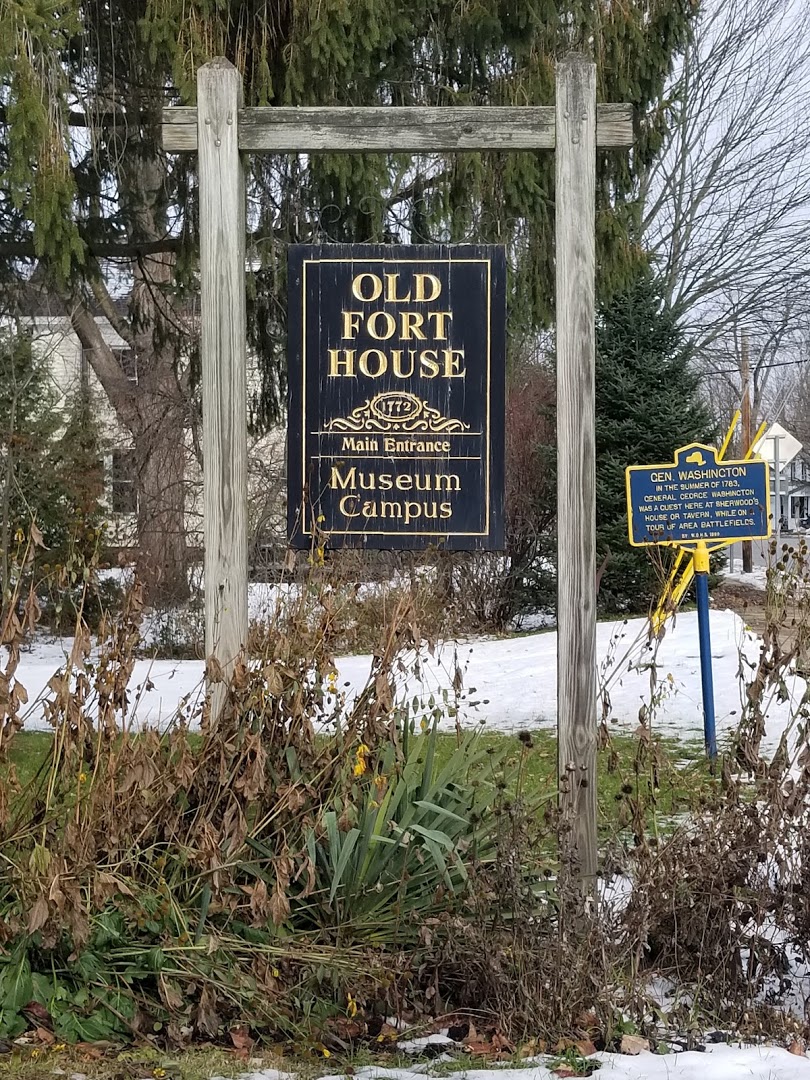 OLD
FORT
HOUSE
1772
Main Entrance
Museum
Campus
GEN. WASHINGTON
IN THE SUMMER OF 1783,
GENERAL GEORGE WASHINGTON
WAS A GUEST HERE AT SHERWOOD'S
HOUSE OR TAVERN, WHILE ON
TOUR OF AREA BATTLEFIELDS.